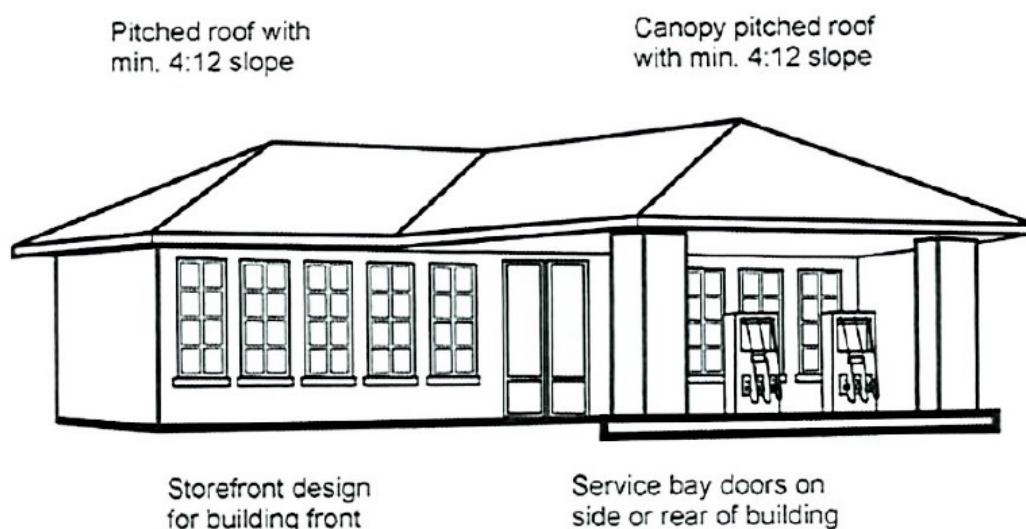 Pitched roof with
min. 4:12 slope
Canopy pitched roof
with min. 4:12 slope
Storefront design
for building front
Service bay doors on
side or rear of building